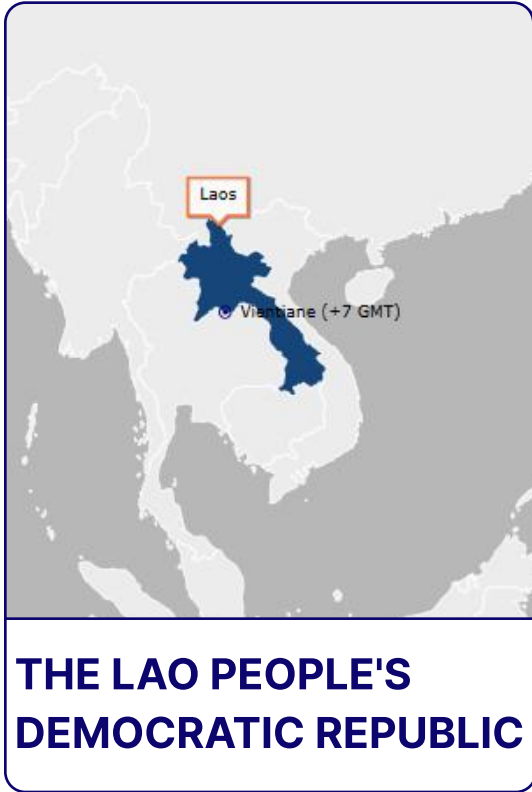 Laos
Vientiane (+7 GMT)
THE LAO PEOPLE'S
DEMOCRATIC REPUBLIC